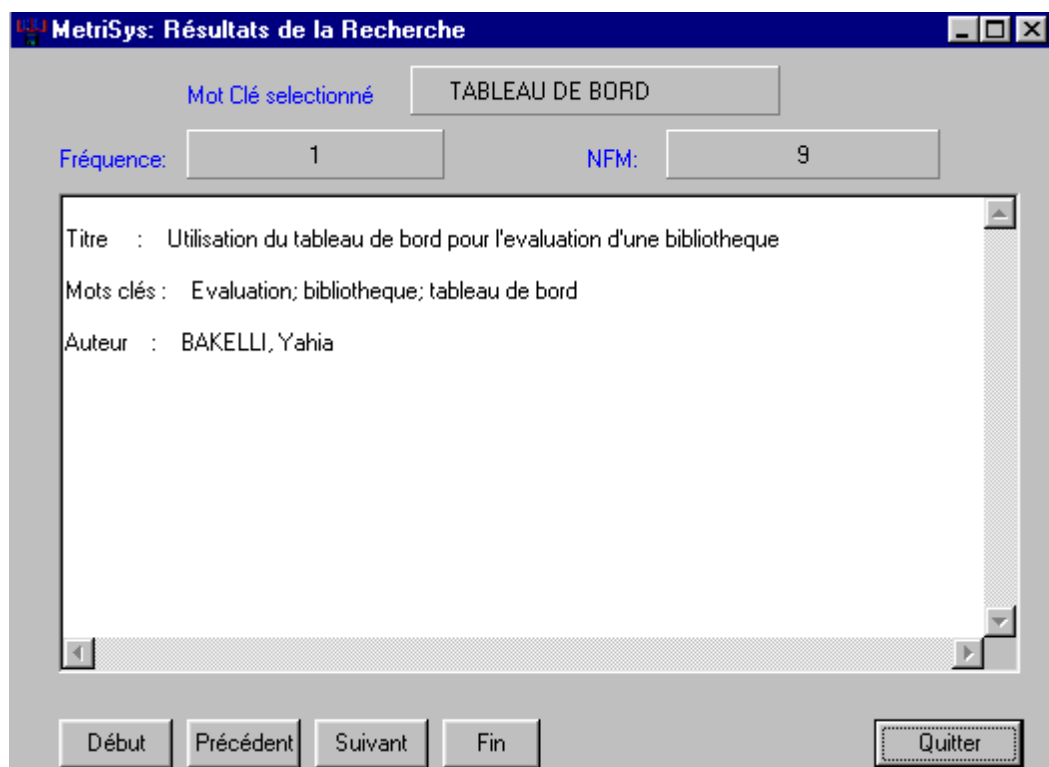 MetriSys: Résultats de la Recherche
Mot Clé selectionné TABLEAU DE BORD
Fréquence: 1 NFM: 9
Titre : Utilisation du tableau de bord pour l'evaluation d'une bibliotheque
Mots clés : Evaluation; bibliotheque; tableau de bord
Auteur : BAKELLI, Yahia
Début Précédent Suivant Fin Quitter